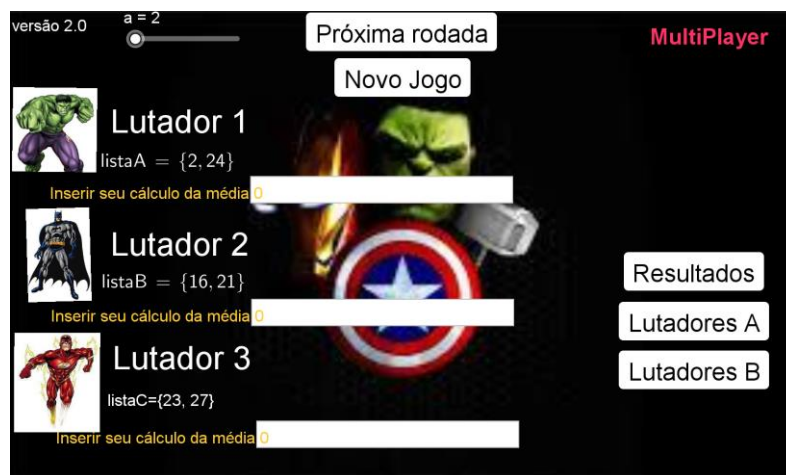 versão 2.0
a = 2
Próxima rodada
MultiPlayer
Novo Jogo
Lutador 1
listaA = {2, 24}
Inserir seu cálculo da média 0
Lutador 2
listaB = {16, 21}
Inserir seu cálculo da média 0
Resultados
Lutadores A
Lutador 3
Lutadores B
listaC={23, 27}
Inserir seu cálculo da média 0